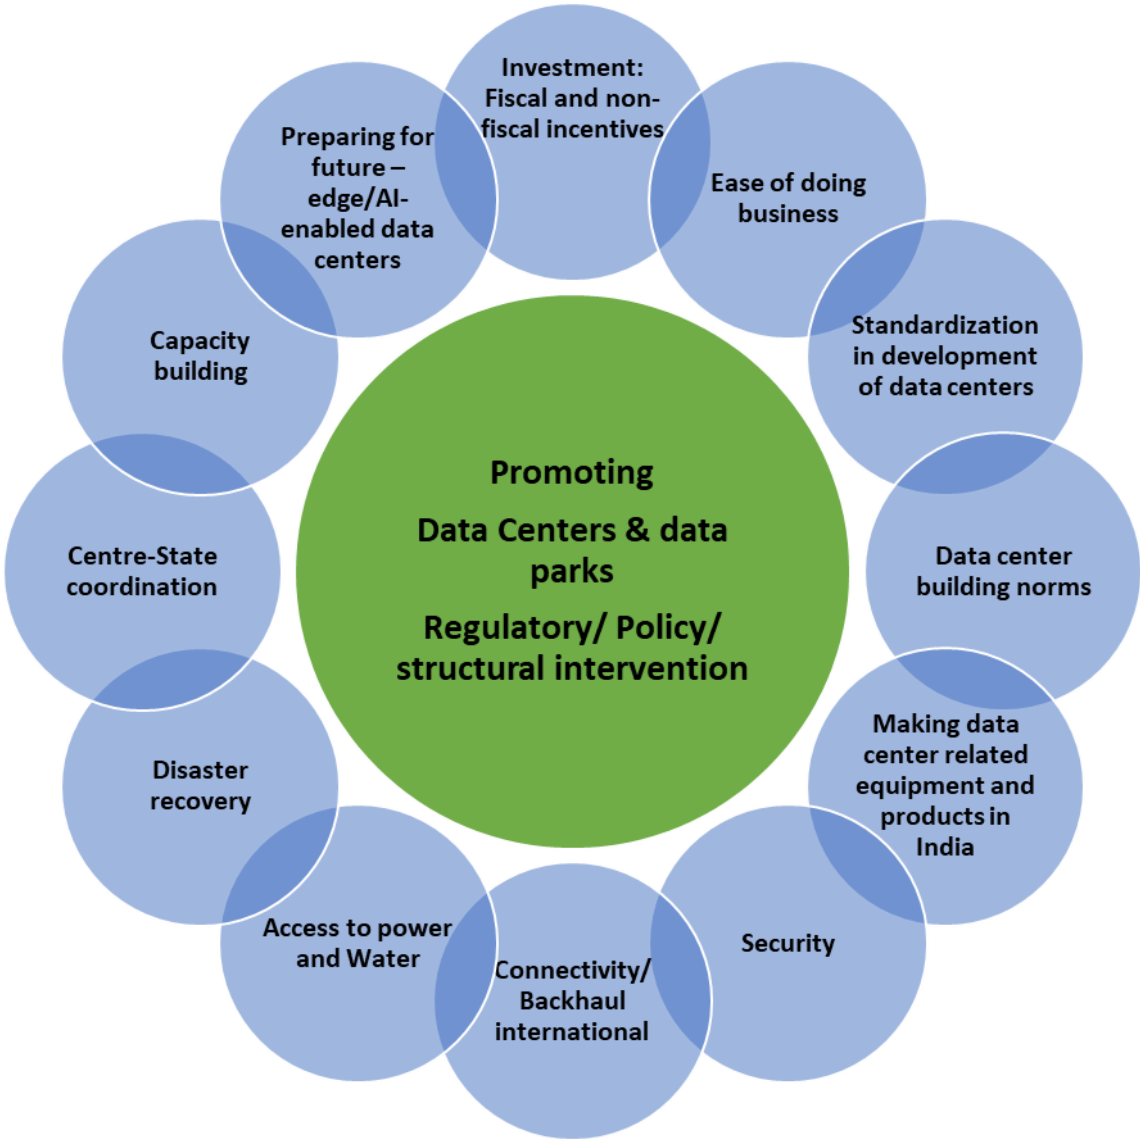 Investment:
Fiscal and non-
fiscal incentives
Ease of doing
business
Standardization
in development
of data centers
Data center
building norms
Making data
center related
equipment and
products in
India
Security
Connectivity/
Backhaul
international
Access to power
and Water
Disaster
recovery
Centre-State
coordination
Capacity
building
Preparing for
future –
edge/AI-
enabled data
centers
Promoting
Data Centers & data
parks
Regulatory/ Policy/
structural intervention